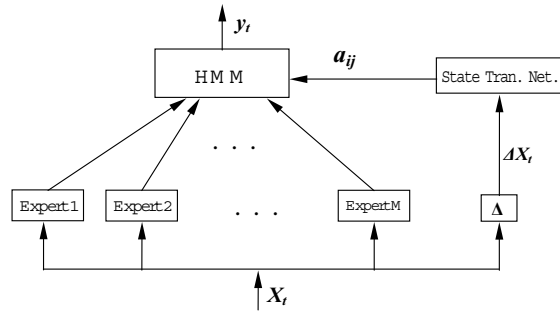 y_t
HMM
a_ij
State Tran. Net.
. . .
ΔX_t
Expert1
Expert2
. . .
ExpertM
Δ
X_t